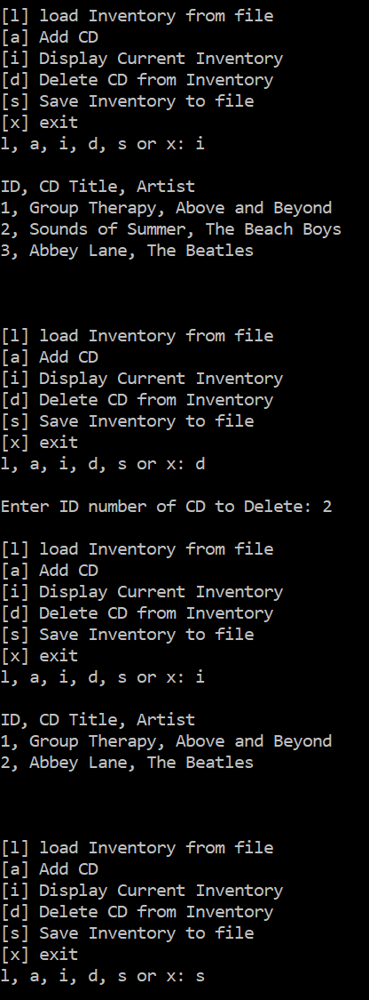 [l] load Inventory from file
[a] Add CD
[i] Display Current Inventory
[d] Delete CD from Inventory
[s] Save Inventory to file
[x] exit
l, a, i, d, s or x: i
ID, CD Title, Artist
1, Group Therapy, Above and Beyond
2, Sounds of Summer, The Beach Boys
3, Abbey Lane, The Beatles
[l] load Inventory from file
[a] Add CD
[i] Display Current Inventory
[d] Delete CD from Inventory
[s] Save Inventory to file
[x] exit
l, a, i, d, s or x: d
Enter ID number of CD to Delete: 2
[l] load Inventory from file
[a] Add CD
[i] Display Current Inventory
[d] Delete CD from Inventory
[s] Save Inventory to file
[x] exit
l, a, i, d, s or x: i
ID, CD Title, Artist
1, Group Therapy, Above and Beyond
2, Abbey Lane, The Beatles
[l] load Inventory from file
[a] Add CD
[i] Display Current Inventory
[d] Delete CD from Inventory
[s] Save Inventory to file
[x] exit
l, a, i, d, s or x: s